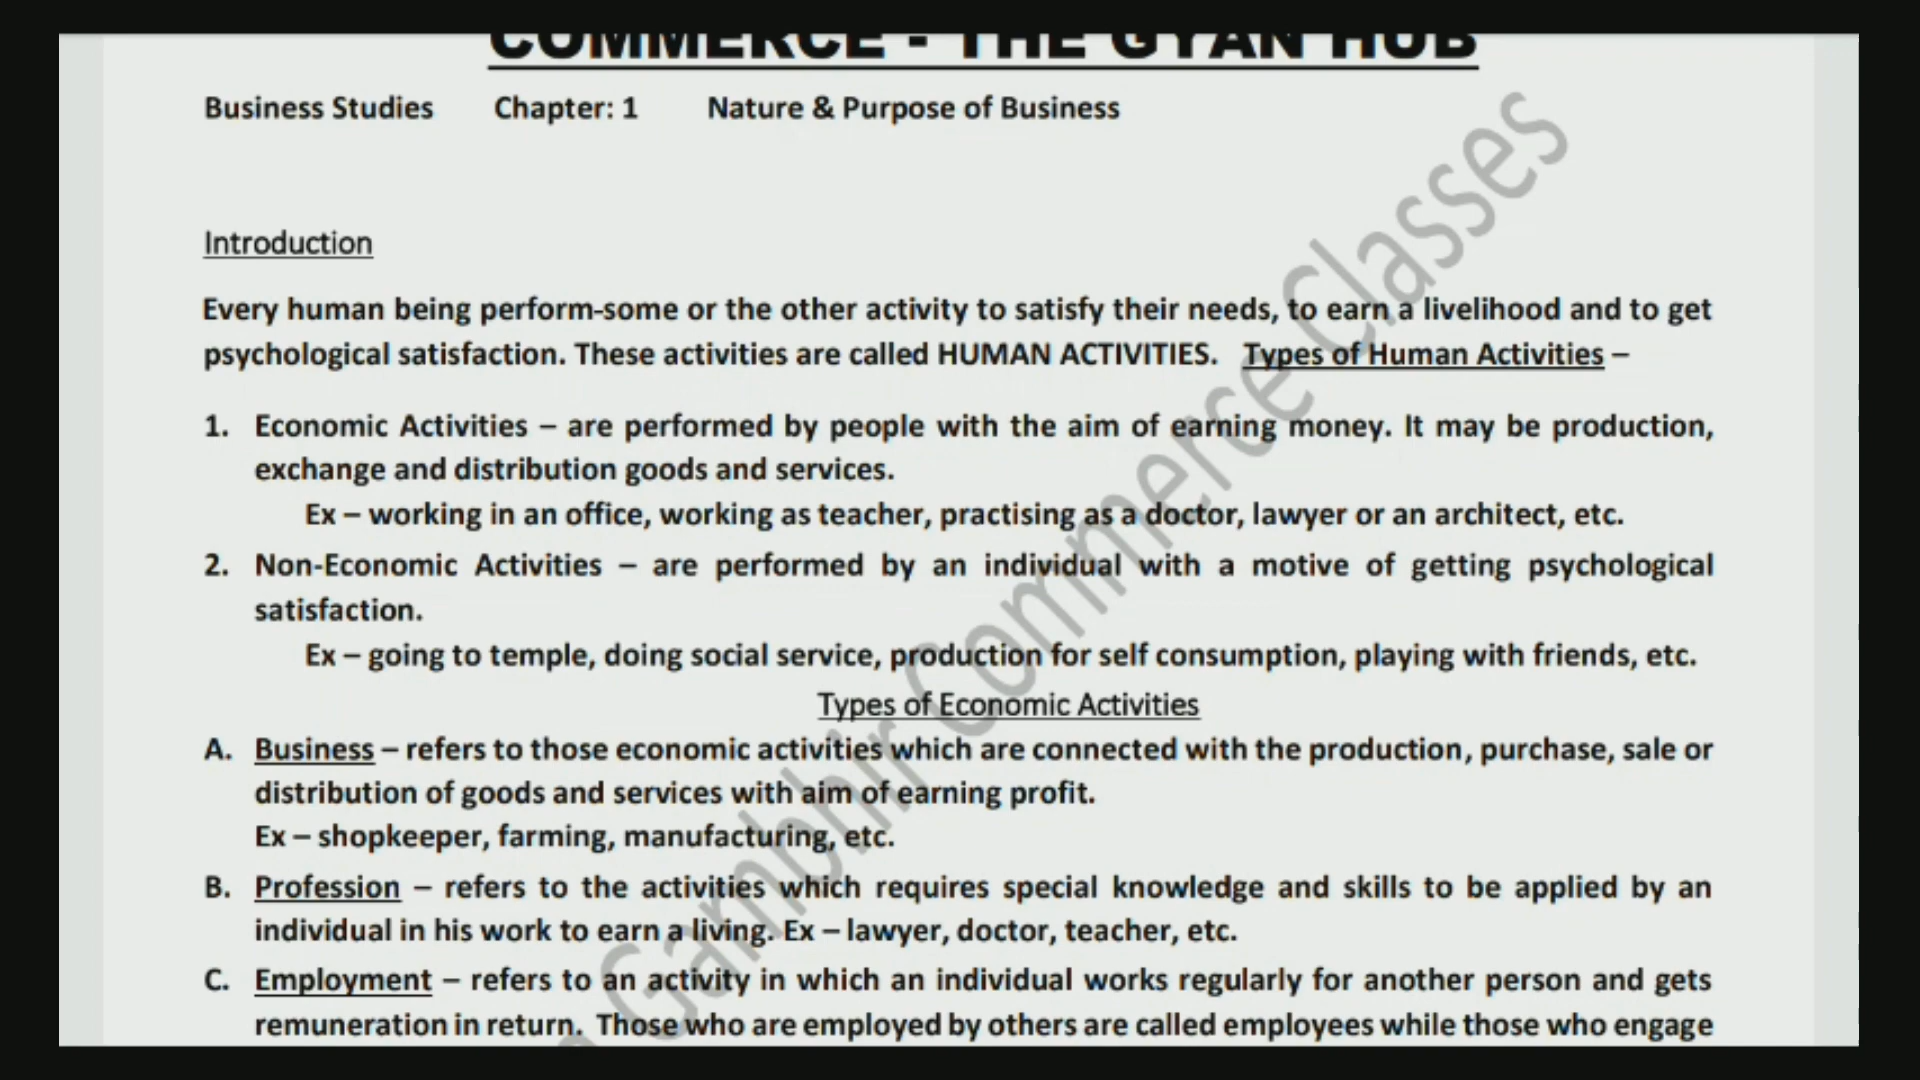 COMMERCE - THE GYAN HUB
Business Studies Chapter: 1 Nature & Purpose of Business
Introduction
Every human being perform-some or the other activity to satisfy their needs, to earn a livelihood and to get
psychological satisfaction. These activities are called HUMAN ACTIVITIES. Types of Human Activities –
1. Economic Activities – are performed by people with the aim of earning money. It may be production,
exchange and distribution goods and services.
Ex – working in an office, working as teacher, practising as a doctor, lawyer or an architect, etc.
2. Non-Economic Activities – are performed by an individual with a motive of getting psychological
satisfaction.
Ex – going to temple, doing social service, production for self consumption, playing with friends, etc.
Types of Economic Activities
A. Business – refers to those economic activities which are connected with the production, purchase, sale or
distribution of goods and services with aim of earning profit.
Ex – shopkeeper, farming, manufacturing, etc.
B. Profession – refers to the activities which requires special knowledge and skills to be applied by an
individual in his work to earn a living. Ex – lawyer, doctor, teacher, etc.
C. Employment – refers to an activity in which an individual works regularly for another person and gets
remuneration in return. Those who are employed by others are called employees while those who engage
Gambhir Commerce Classes